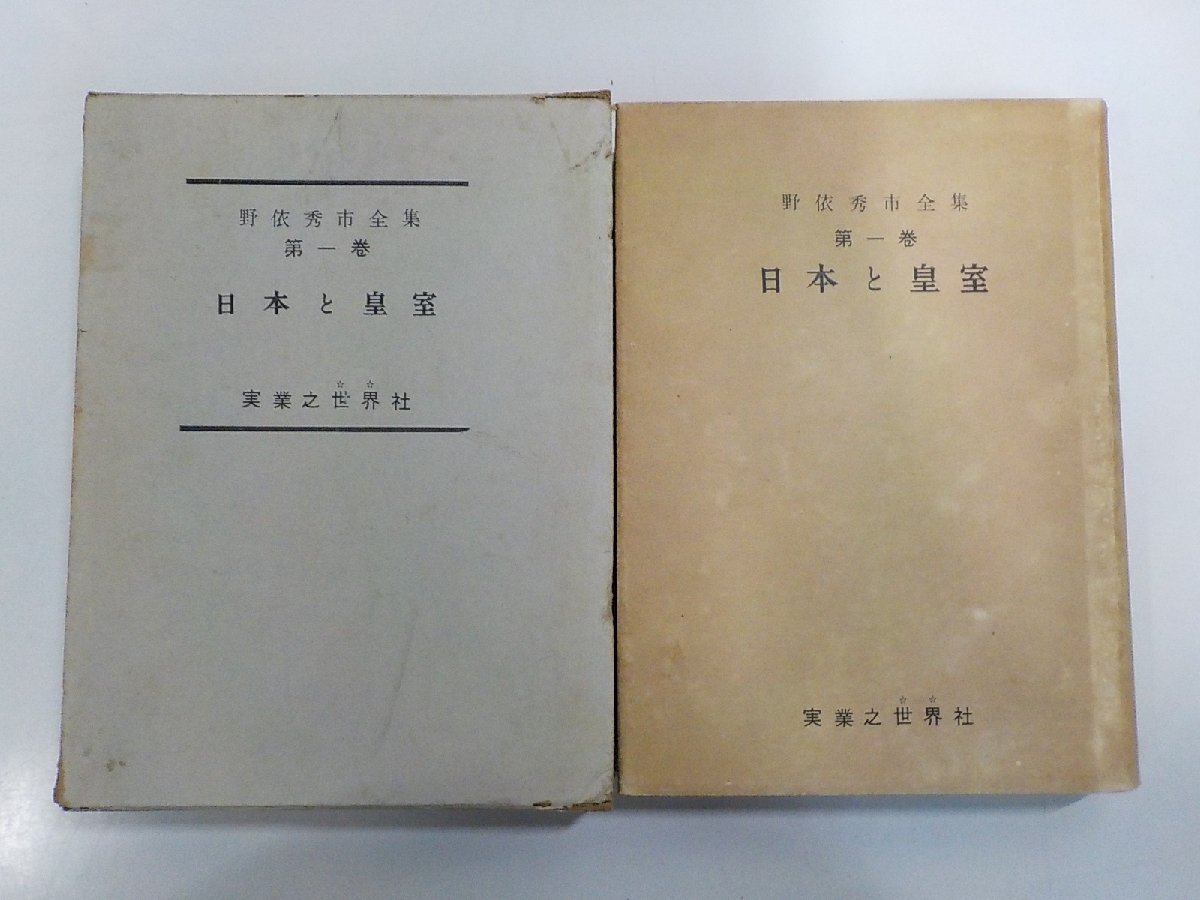 野依秀市全集
第一巻
日本と皇室
☆☆
実業之世界社
野依秀市全集
第一巻
日本と皇室
☆☆
実業之世界社